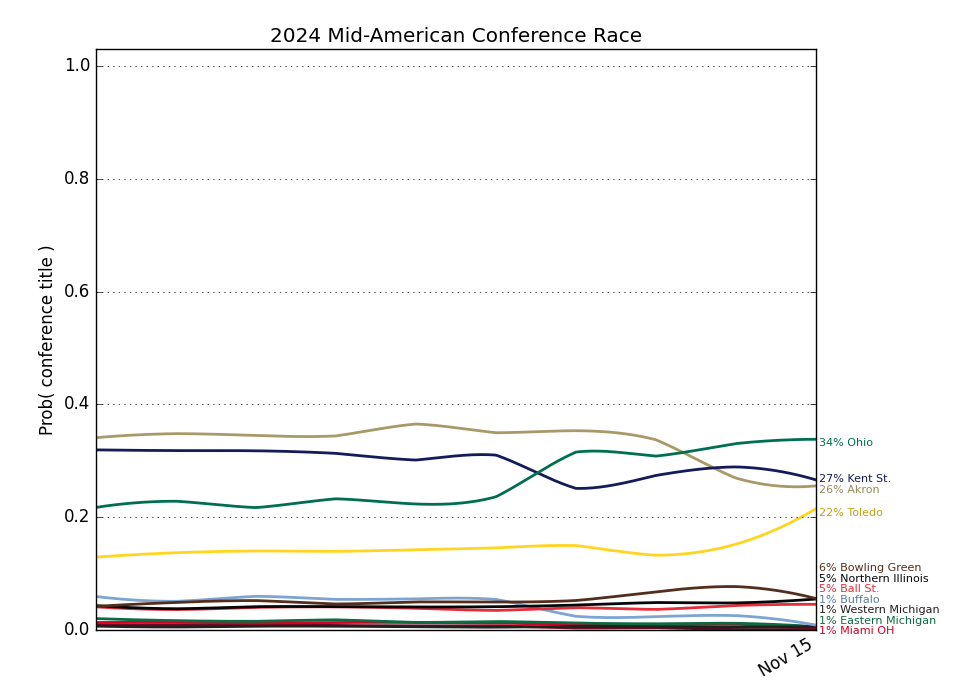 2024 Mid-American Conference Race
Prob( conference title )
1.0
0.8
0.6
0.4
0.2
0.0
34% Ohio
27% Kent St.
26% Akron
22% Toledo
6% Bowling Green
5% Northern Illinois
5% Ball St.
1% Buffalo
1% Western Michigan
1% Eastern Michigan
1% Miami OH
Nov 15